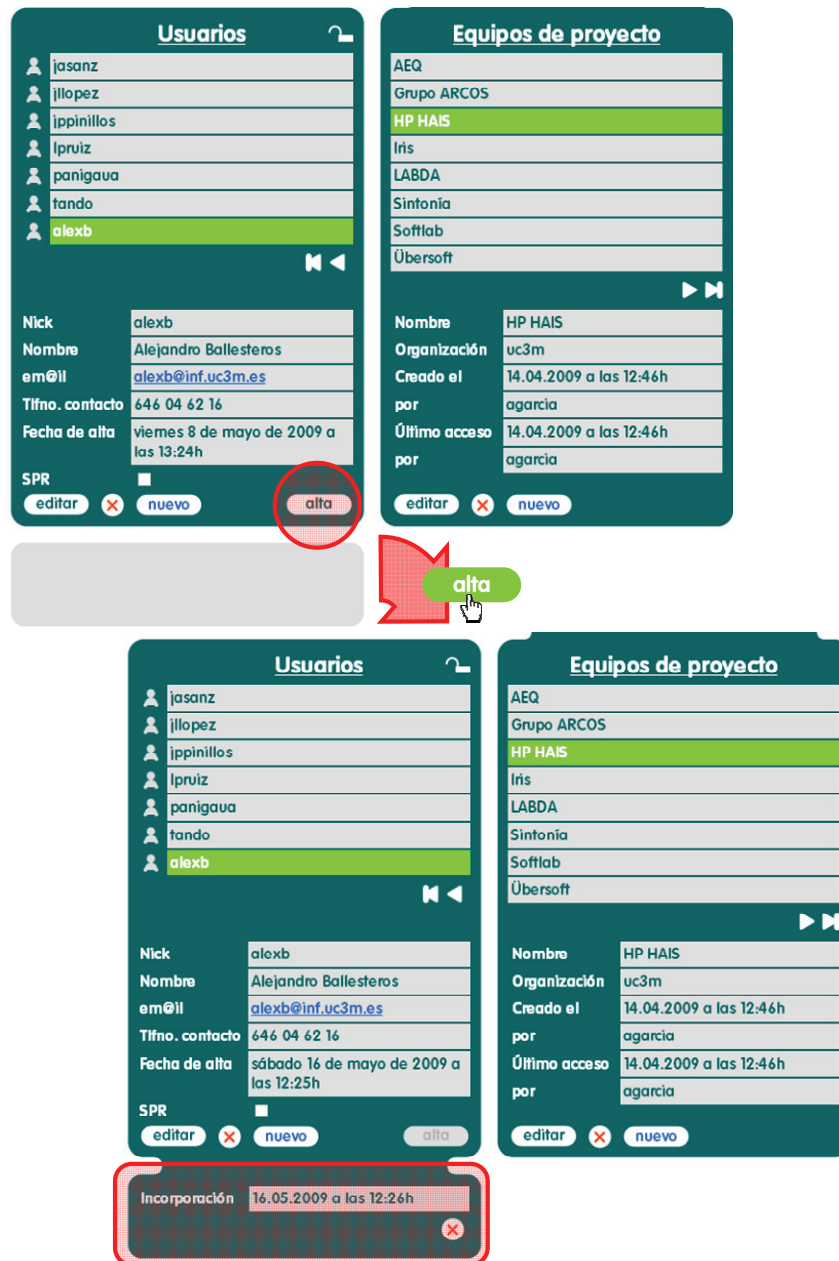 Usuarios
jasanz
jllopez
jppinillos
lpruiz
panigaua
tando
alexb
Nick alexb
Nombre Alejandro Ballesteros
em@il alexb@inf.uc3m.es
Tlfno. contacto 646 04 62 16
Fecha de alta viernes 8 de mayo de 2009 a
las 13:24h
SPR
editar nuevo alta
Equipos de proyecto
AEQ
Grupo ARCOS
HP HAIS
Iris
LABDA
Sintonía
Softlab
Übersoft
Nombre HP HAIS
Organización uc3m
Creado el 14.04.2009 a las 12:46h
por agarcia
Último acceso 14.04.2009 a las 12:46h
por agarcia
editar nuevo
alta
Usuarios
jasanz
jllopez
jppinillos
lpruiz
panigaua
tando
alexb
Nick alexb
Nombre Alejandro Ballesteros
em@il alexb@inf.uc3m.es
Tlfno. contacto 646 04 62 16
Fecha de alta sábado 16 de mayo de 2009 a
las 12:25h
SPR
editar nuevo alta
Incorporación 16.05.2009 a las 12:26h
Equipos de proyecto
AEQ
Grupo ARCOS
HP HAIS
Iris
LABDA
Sintonía
Softlab
Übersoft
Nombre HP HAIS
Organización uc3m
Creado el 14.04.2009 a las 12:46h
por agarcia
Último acceso 14.04.2009 a las 12:46h
por agarcia
editar nuevo